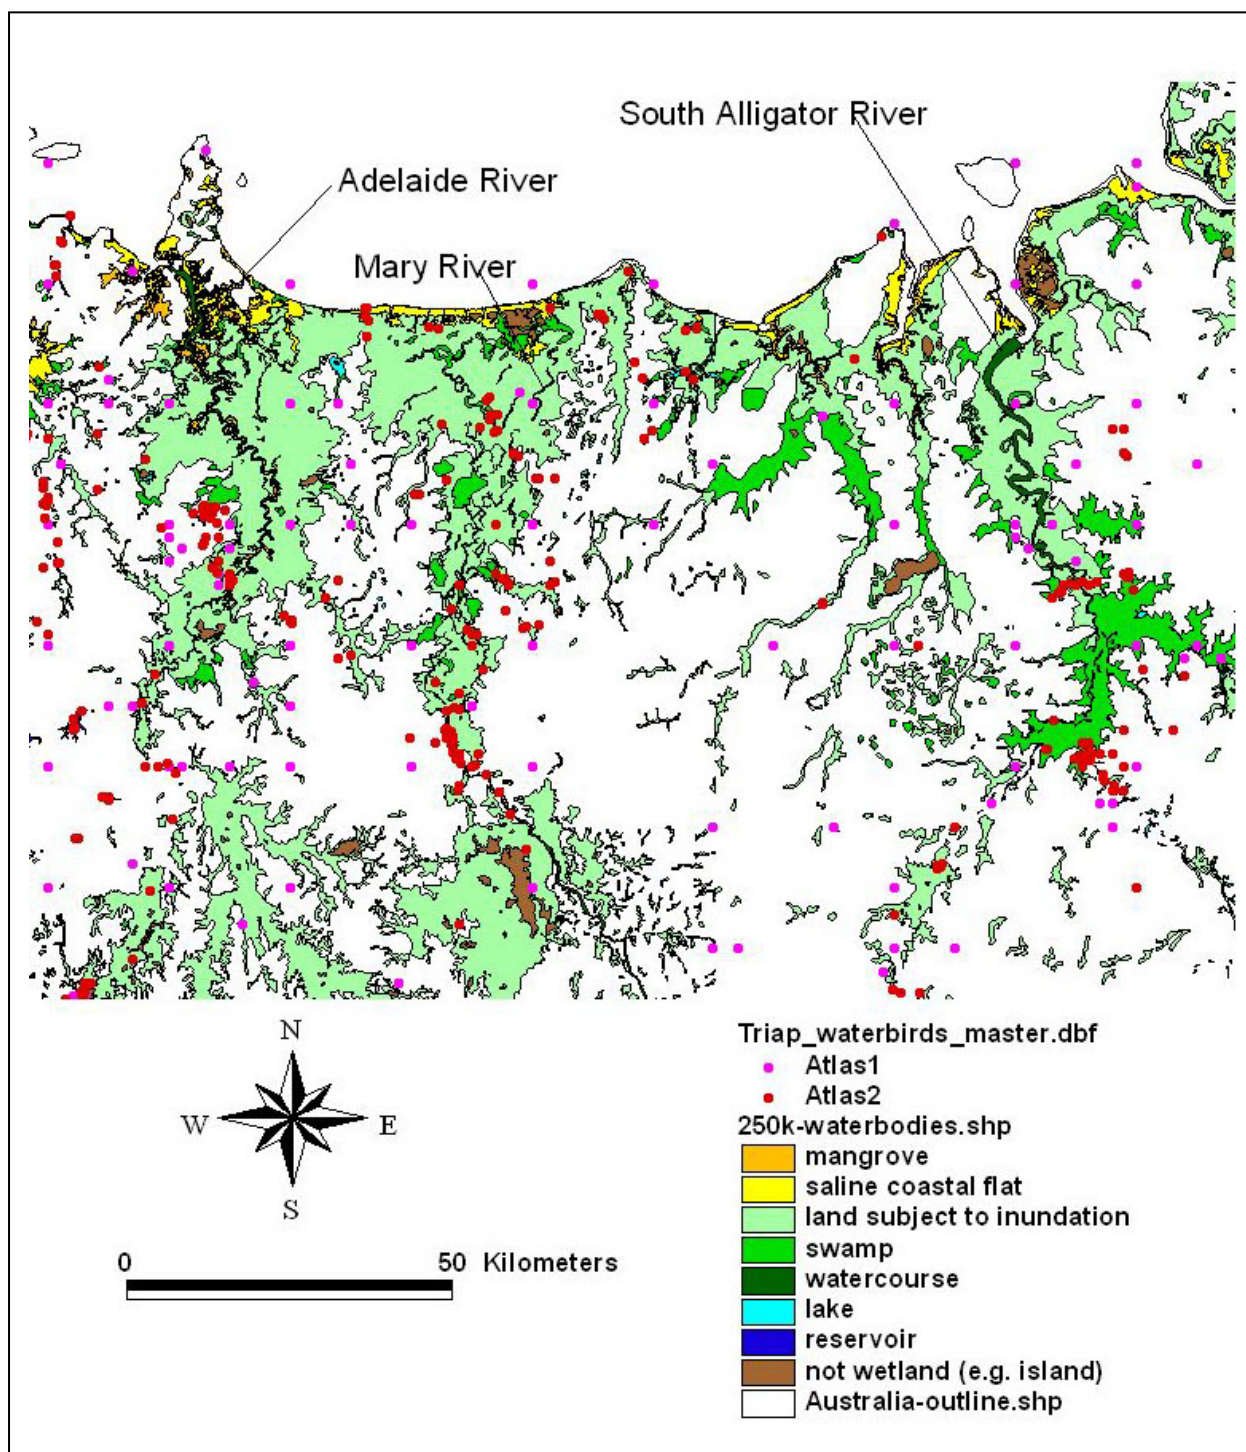 South Alligator River
Adelaide River
Mary River
N
W E
S
0 50 Kilometers
Triap_waterbirds_master.dbf
Atlas1
Atlas2
250k-waterbodies.shp
mangrove
saline coastal flat
land subject to inundation
swamp
watercourse
lake
reservoir
not wetland (e.g. island)
Australia-outline.shp